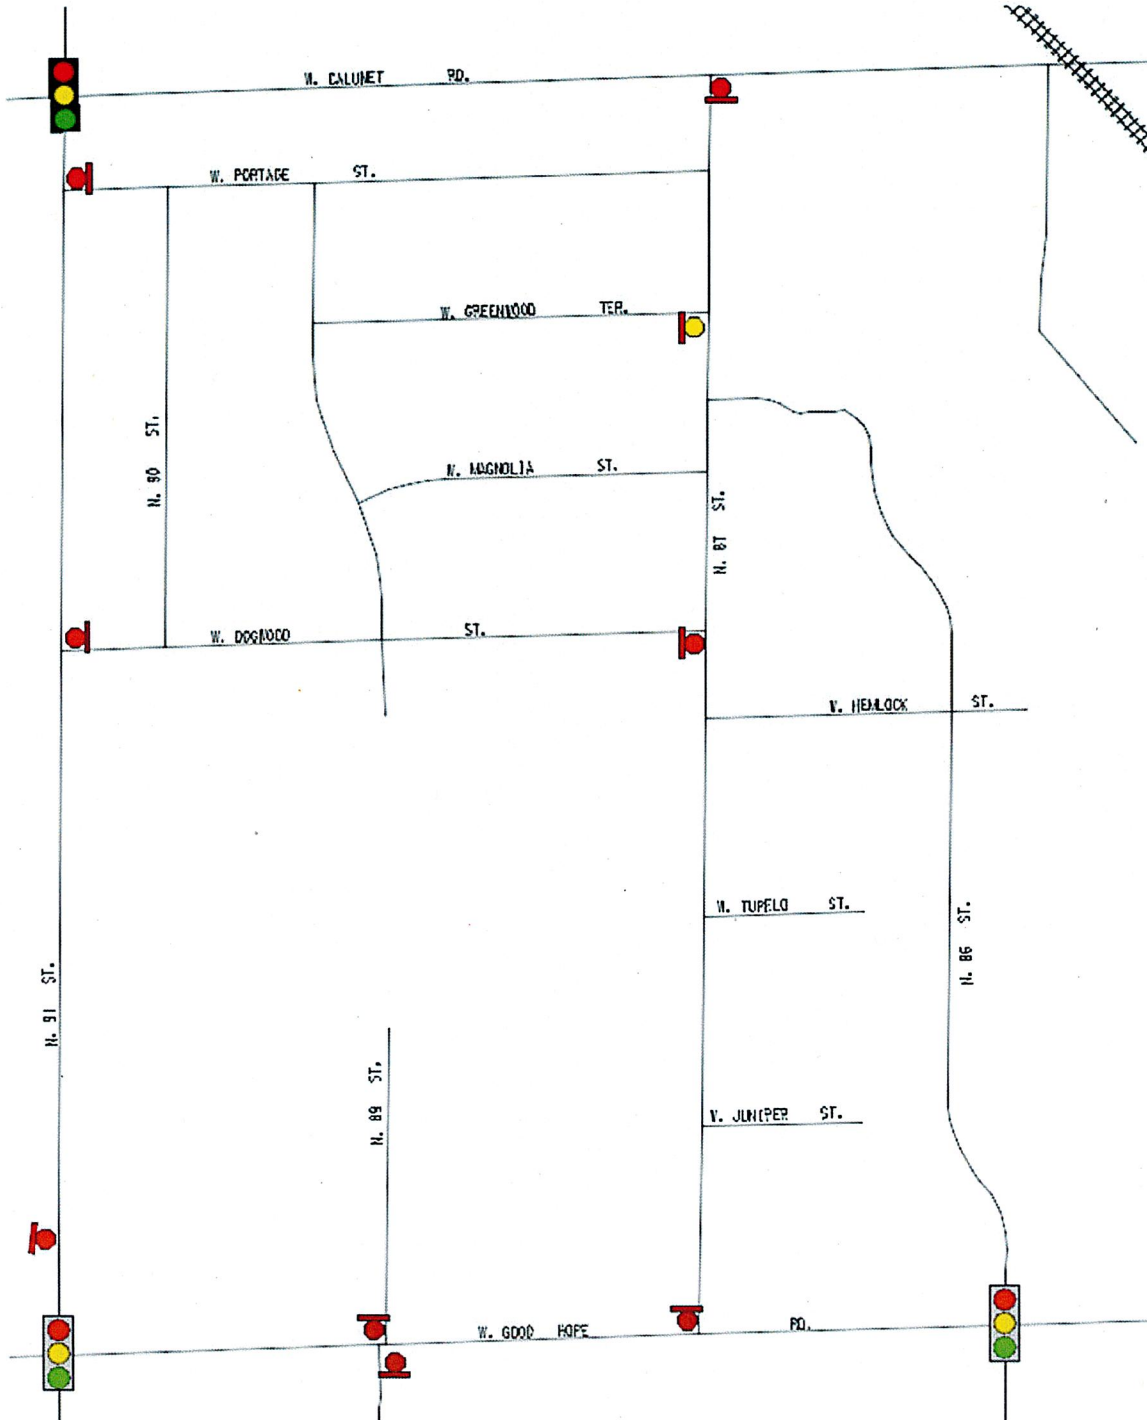 W. CALUMET RD.
W. PORTAGE ST.
W. GREENWOOD TER.
N. 90 ST.
W. MAGNOLIA ST.
N. 87 ST.
W. DOGWOOD ST.
W. HEMLOCK ST.
W. TUPELO ST.
N. 86 ST.
N. 91 ST.
N. 89 ST.
W. JUNIPER ST.
W. GOOD HOPE RD.